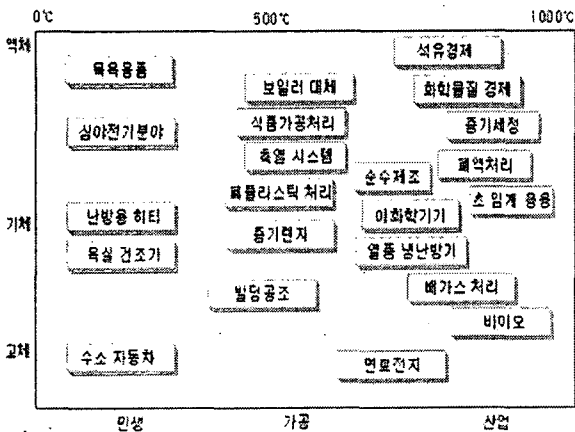 0℃ 500℃ 1000℃
액체
석유경제
목욕용품
보일러 대체
화학물질 경제
심야전기분야
식품가공처리
증기세정
축열 시스템
폐액처리
순수제조
폐플라스틱 처리
초 임계 응용
기체
난방용 히터
이화학기기
증기렌지
욕실 건조기
열풍 냉난방기
빌딩공조
배가스 처리
바이오
고체
수소 자동차
연료전지
민생 가공 산업